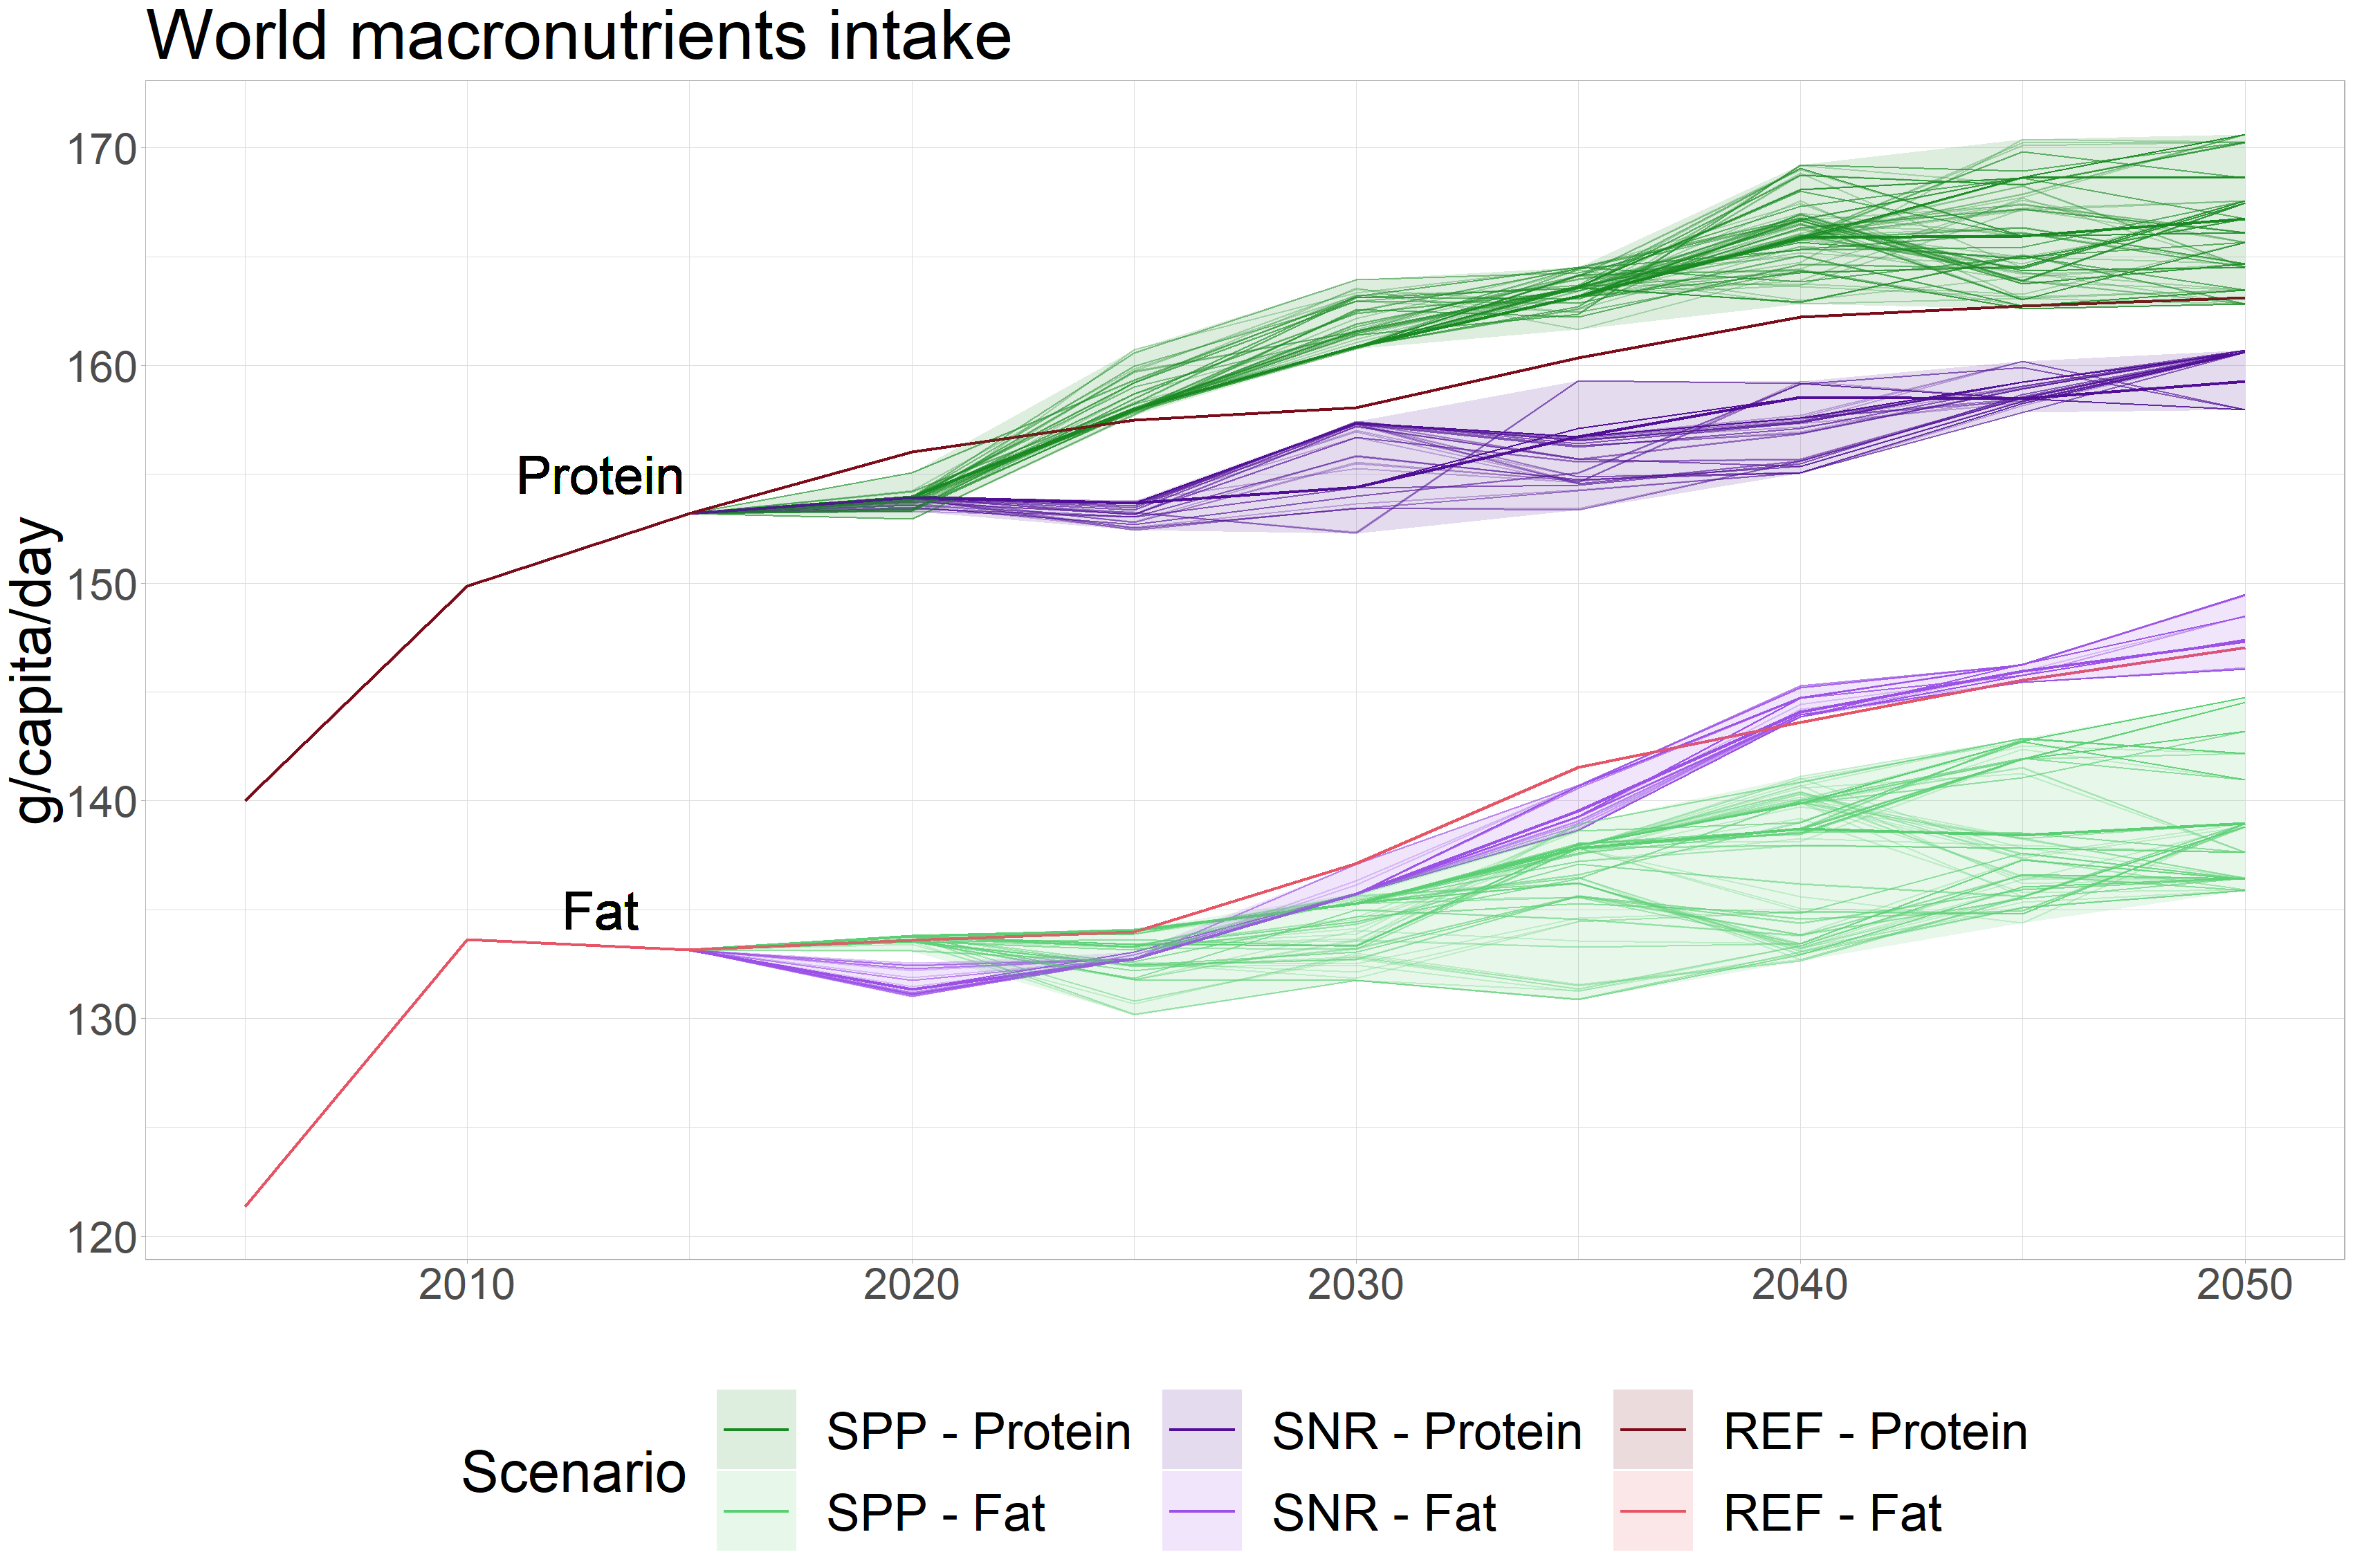 World macronutrients intake
g/capita/day
170
160
150
140
130
120
Protein
Fat
2010 2020 2030 2040 2050
Scenario
SPP - Protein SNR - Protein REF - Protein
SPP - Fat SNR - Fat REF - Fat